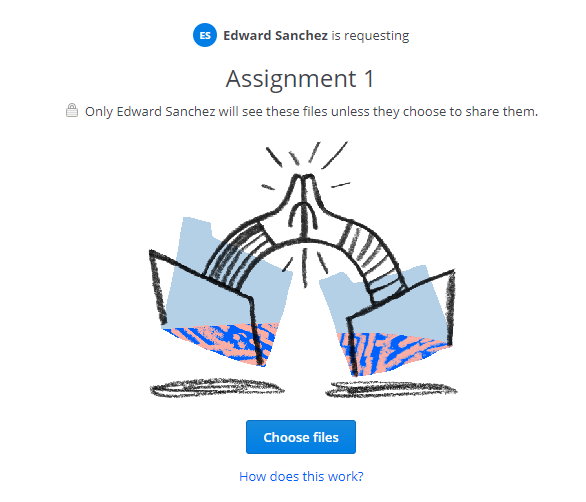 ES Edward Sanchez is requesting
Assignment 1
Only Edward Sanchez will see these files unless they choose to share them.
Choose files
How does this work?